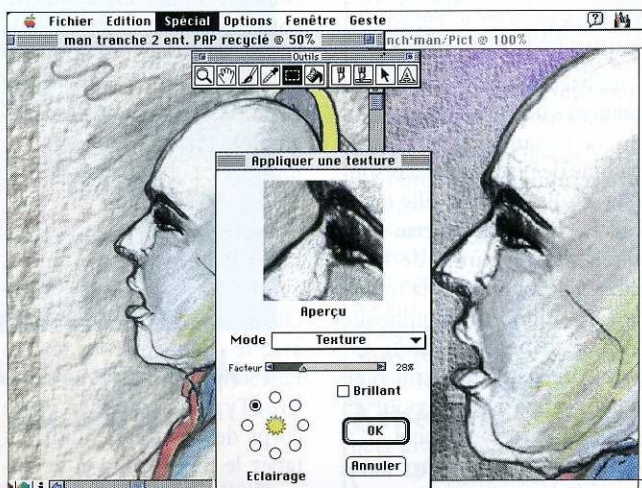 Fichier Edition Spécial Options Fenêtre Geste
man tranche 2 ent. PAP recyclé @ 50%
nch'man/Pict @ 100%
Outils
Appliquer une texture
Aperçu
Mode Texture
Facteur 28%
Brillant
OK
Annuler
Eclairage